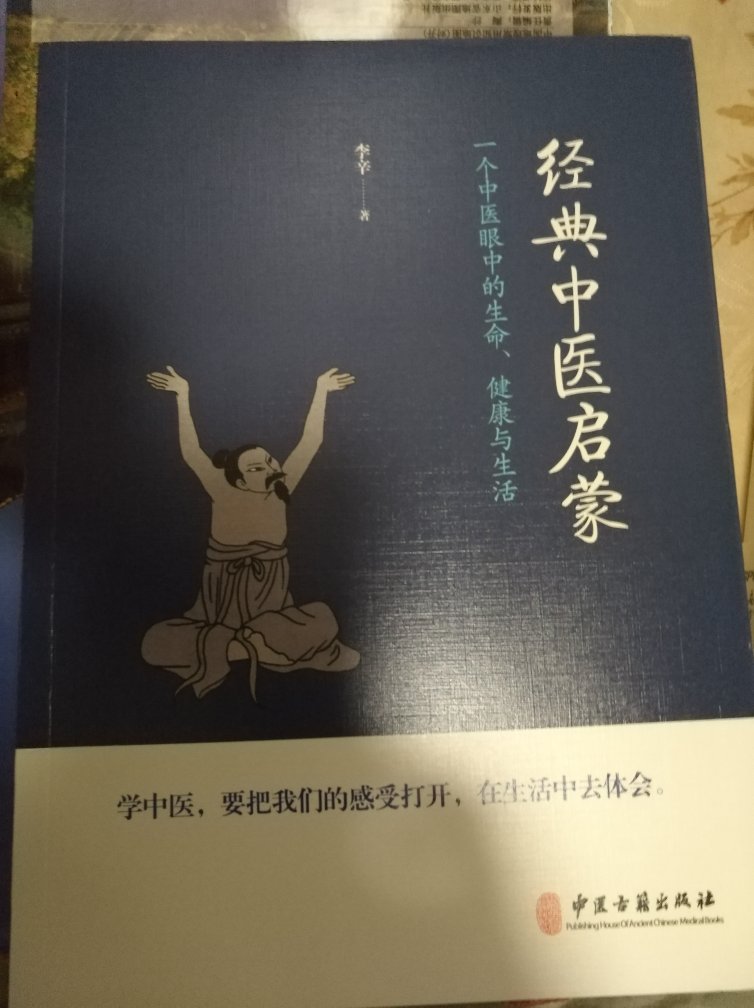 经典中医启蒙
一个中医眼中的生命、健康与生活
李辛………著
学中医，要把我们的感受打开，在生活中去体会。
中医古籍出版社
Publishing House Of Ancient Chinese Medical Books